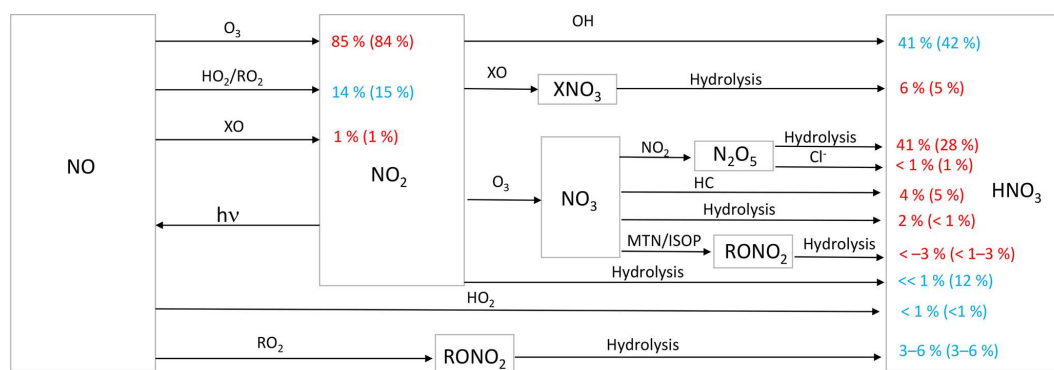 OH
O₃
85 % (84 %)
41 % (42 %)
HO₂/RO₂
XO
Hydrolysis
14 % (15 %)
XNO₃
6 % (5 %)
XO
1 % (1 %)
Hydrolysis
NO₂
41 % (28 %)
N₂O₅
Cl⁻
NO
NO₂
< 1 % (1 %)
O₃
HC
NO₃
4 % (5 %)
HNO₃
hν
Hydrolysis
2 % (< 1 %)
MTN/ISOP
Hydrolysis
RONO₂
< –3 % (< 1–3 %)
Hydrolysis
<< 1 % (12 %)
HO₂
< 1 % (<1 %)
RO₂
RONO₂
Hydrolysis
3–6 % (3–6 %)